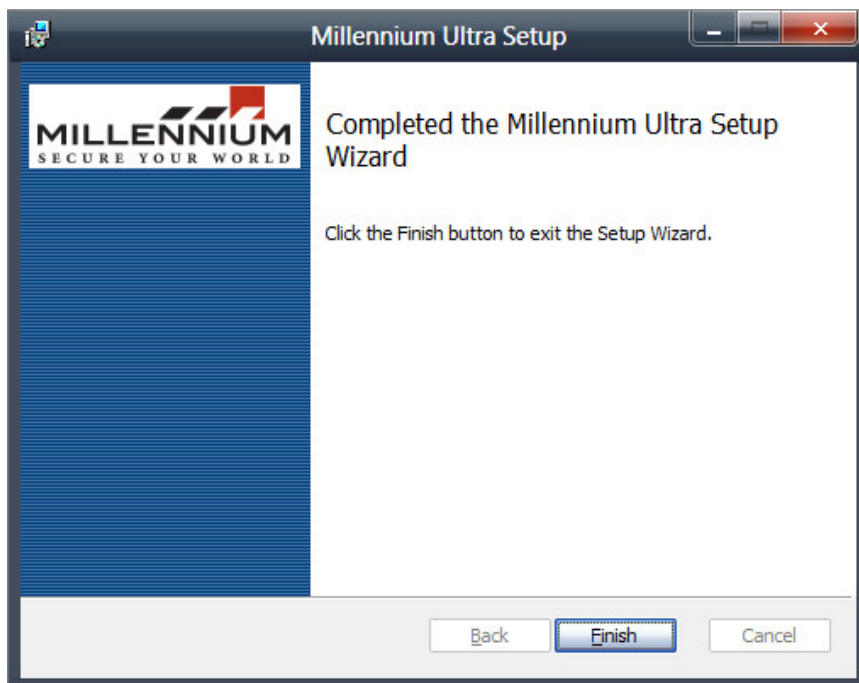 Millennium Ultra Setup
MILLENNIUM
SECURE YOUR WORLD
Completed the Millennium Ultra Setup
Wizard
Click the Finish button to exit the Setup Wizard.
Back
Finish
Cancel